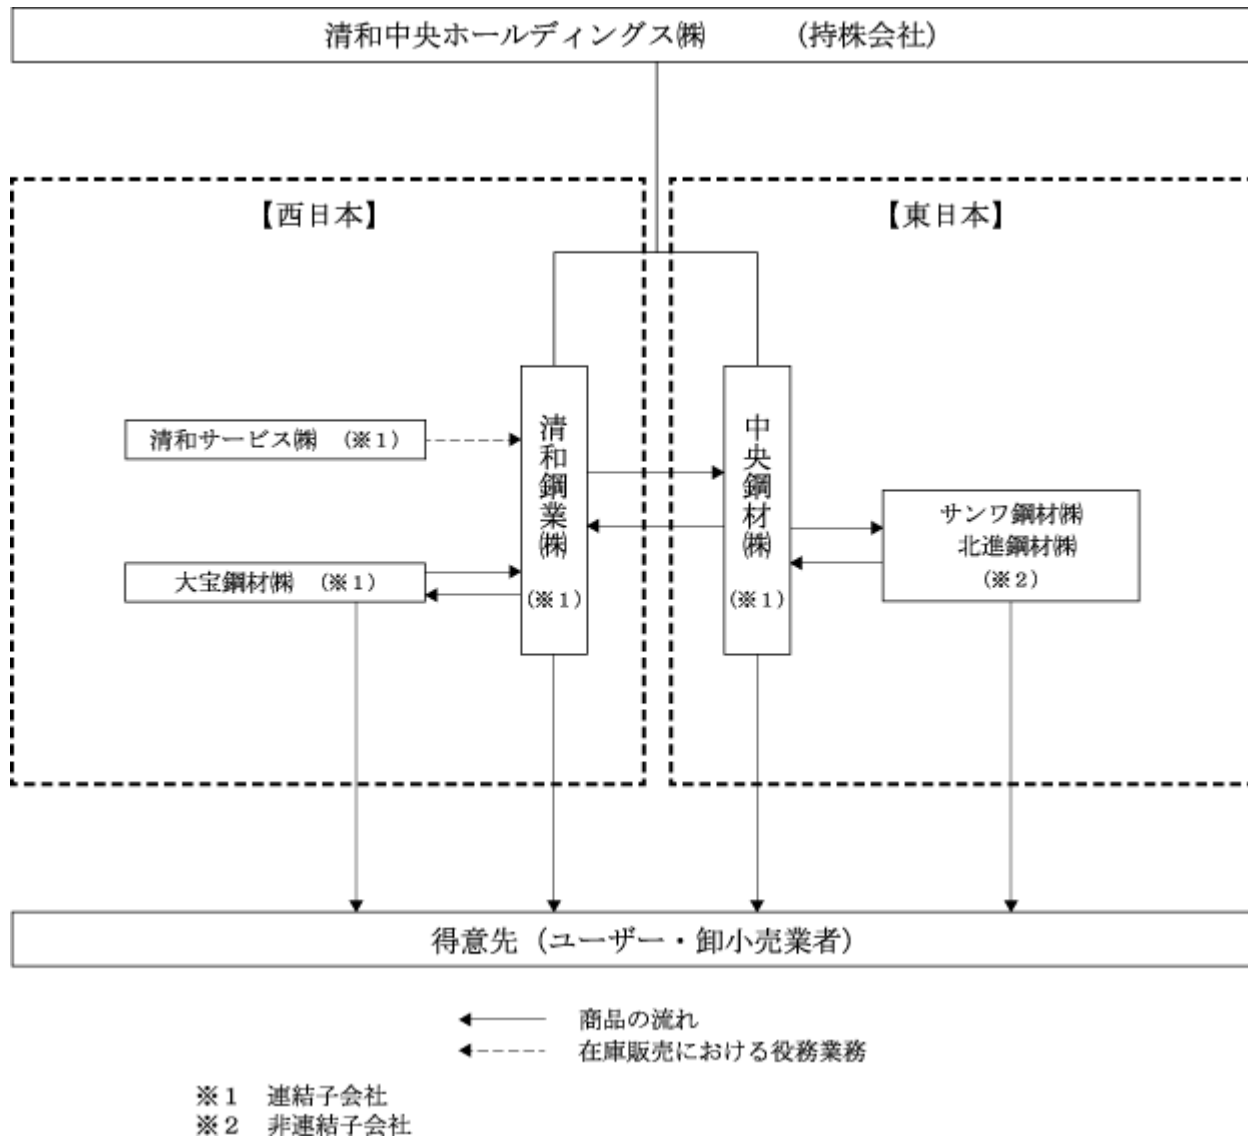 清和中央ホールディングス㈱　　　(持株会社)
【西日本】
【東日本】
清和サービス㈱　(※１)
大宝鋼材㈱　(※１)
清和鋼業㈱
(※１)
中央鋼材㈱
(※１)
サンワ鋼材㈱
北進鋼材㈱
(※２)
得意先 (ユーザー・卸小売業者)
商品の流れ
在庫販売における役務業務
※１　連結子会社
※２　非連結子会社